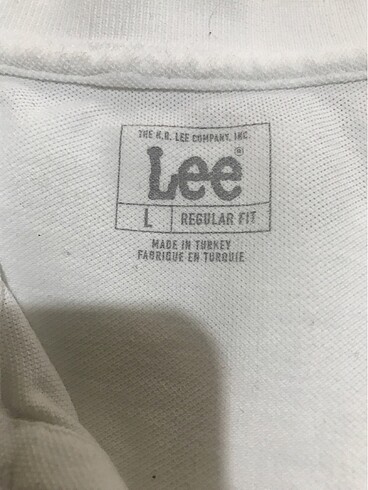 THE H.D. LEE COMPANY, INC.
Lee®
L REGULAR FIT
MADE IN TURKEY
FABRIQUE EN TURQUIE